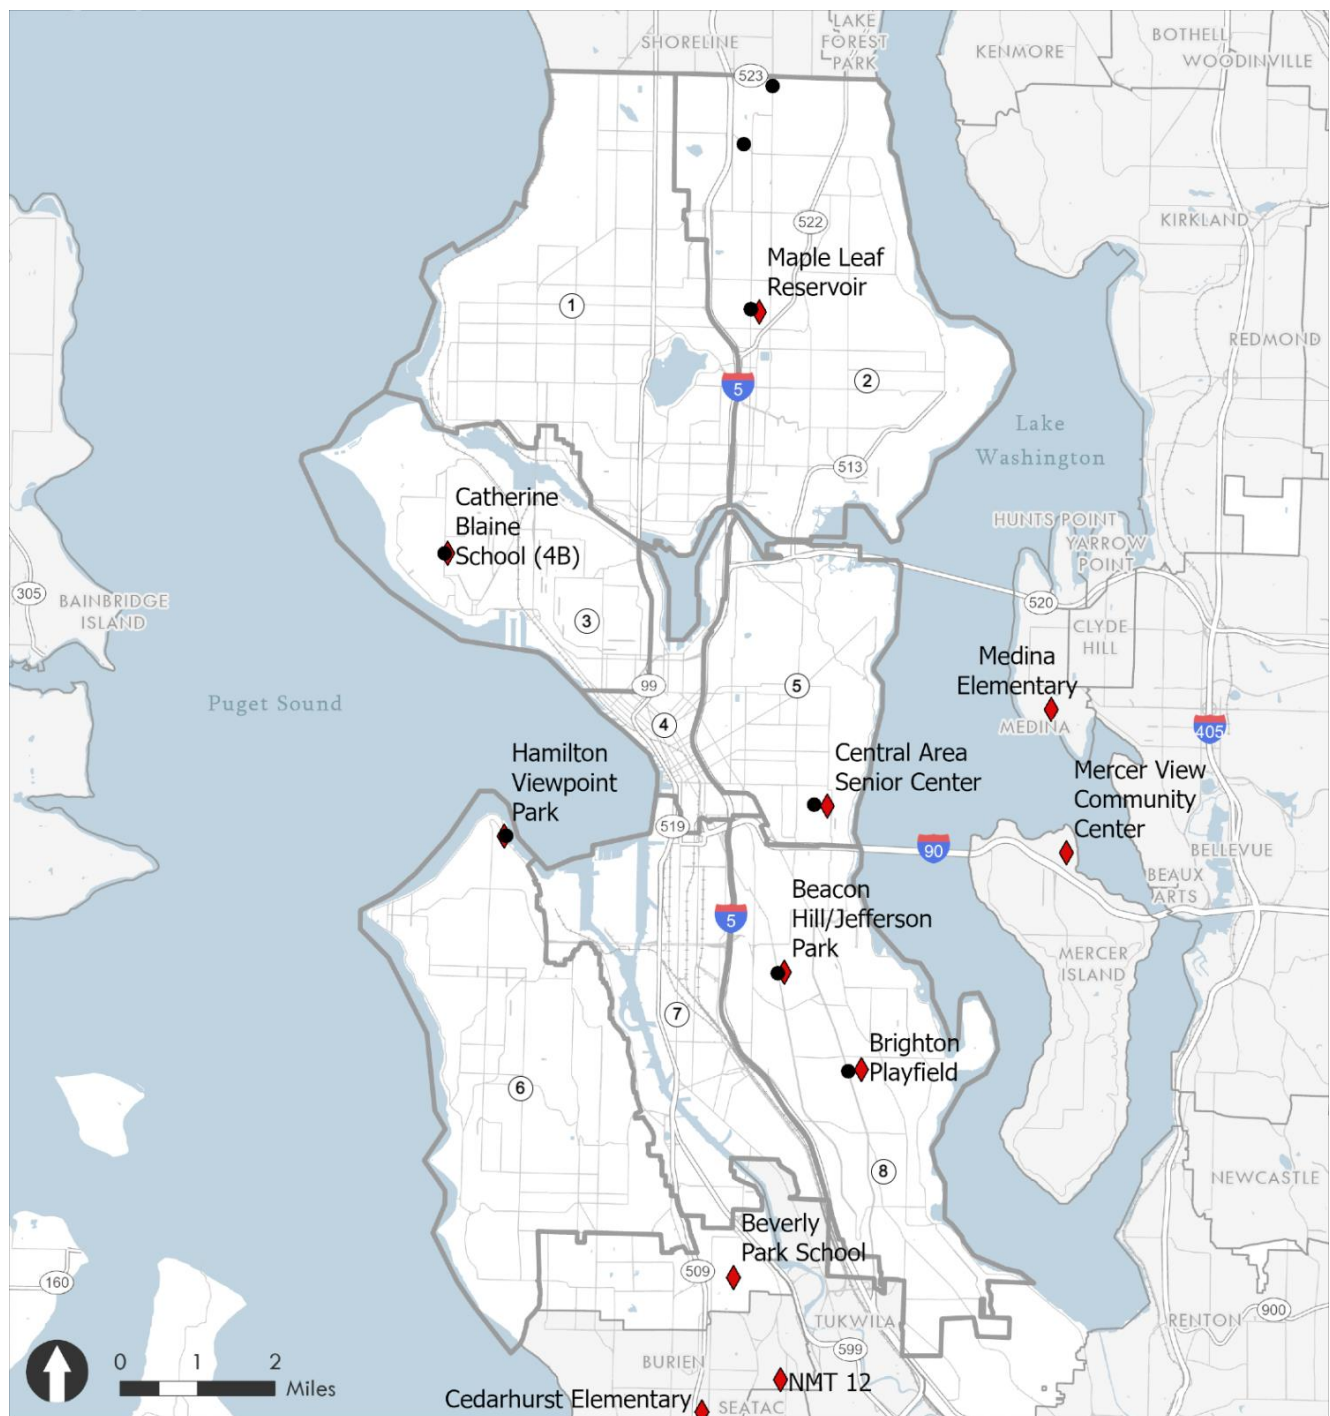 SHORELINE
LAKE
FOREST
PARK
KENMORE
BOTHELL
WOODINVILLE
523
522
KIRKLAND
Maple Leaf
Reservoir
1
REDMOND
5
2
Lake
Washington
513
Catherine
Blaine
School (4B)
HUNTS POINT
YARROW
POINT
305
BAINBRIDGE
ISLAND
520
3
CLYDE
HILL
Medina
Elementary
99
5
Puget Sound
4
MEDINA
405
Hamilton
Viewpoint
Park
Central Area
Senior Center
Mercer View
Community
Center
519
90
BELLEVUE
BEAUX
ARTS
Beacon
Hill/Jefferson
Park
5
MERCER
ISLAND
7
Brighton
Playfield
6
8
NEWCASTLE
Beverly
Park School
509
160
TUKWILA
RENTON
900
599
0 1 2
Miles
BURIEN
NMT 12
Cedarhurst Elementary
SEATAC